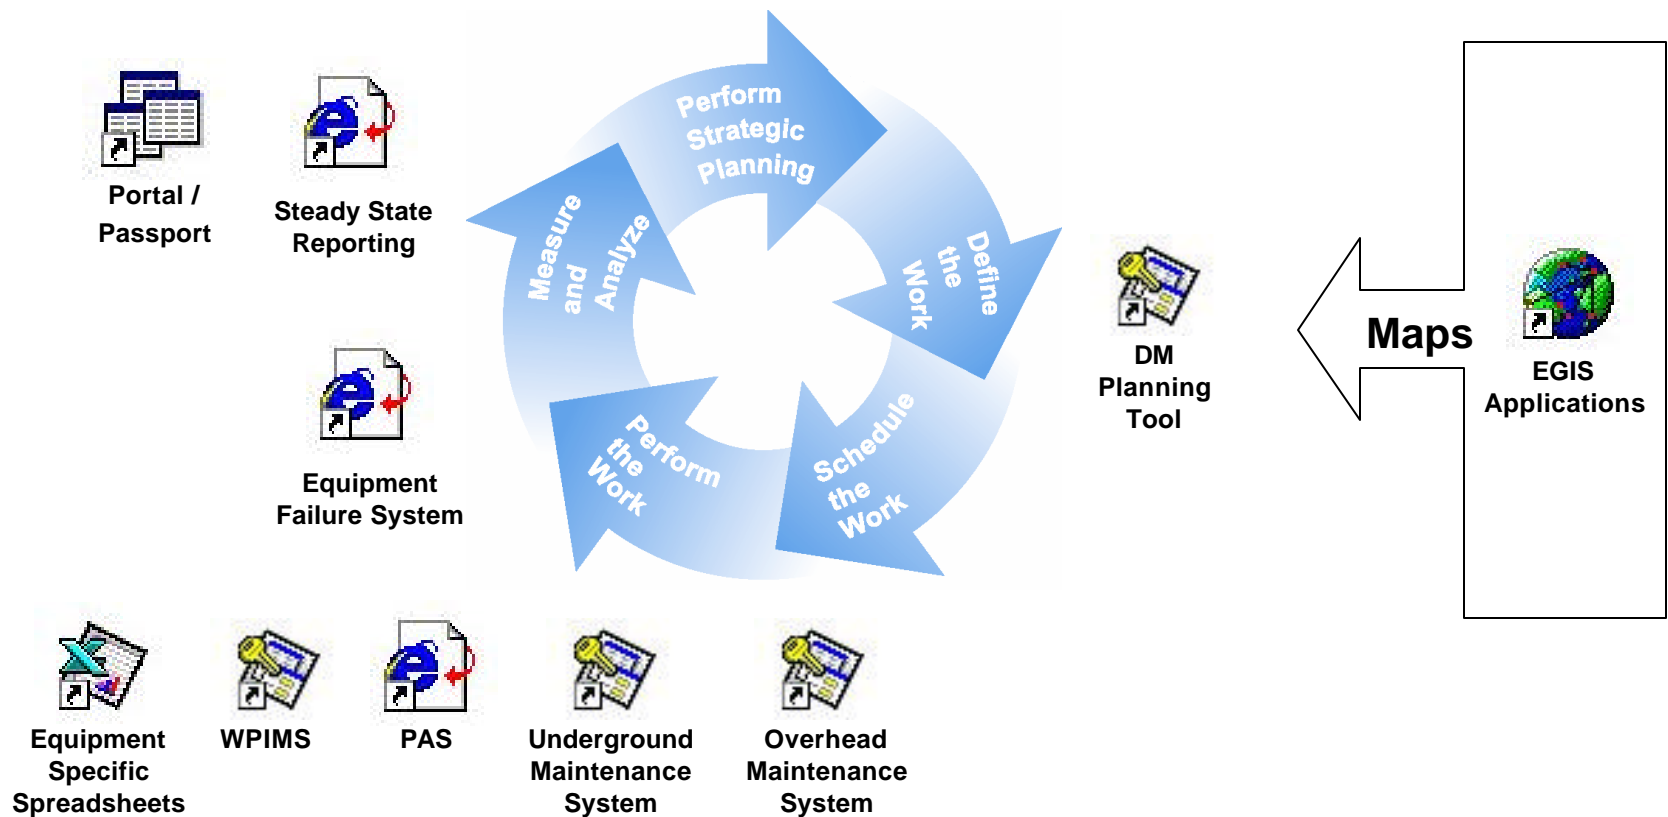 Perform
Strategic
Planning
Define
the
Work
Schedule
the
Work
Perform
the
Work
Measure
and
Analyze
Portal /
Passport
Steady State
Reporting
Equipment
Failure System
DM
Planning
Tool
Maps
EGIS
Applications
Equipment
Specific
Spreadsheets
WPIMS
PAS
Underground
Maintenance
System
Overhead
Maintenance
System